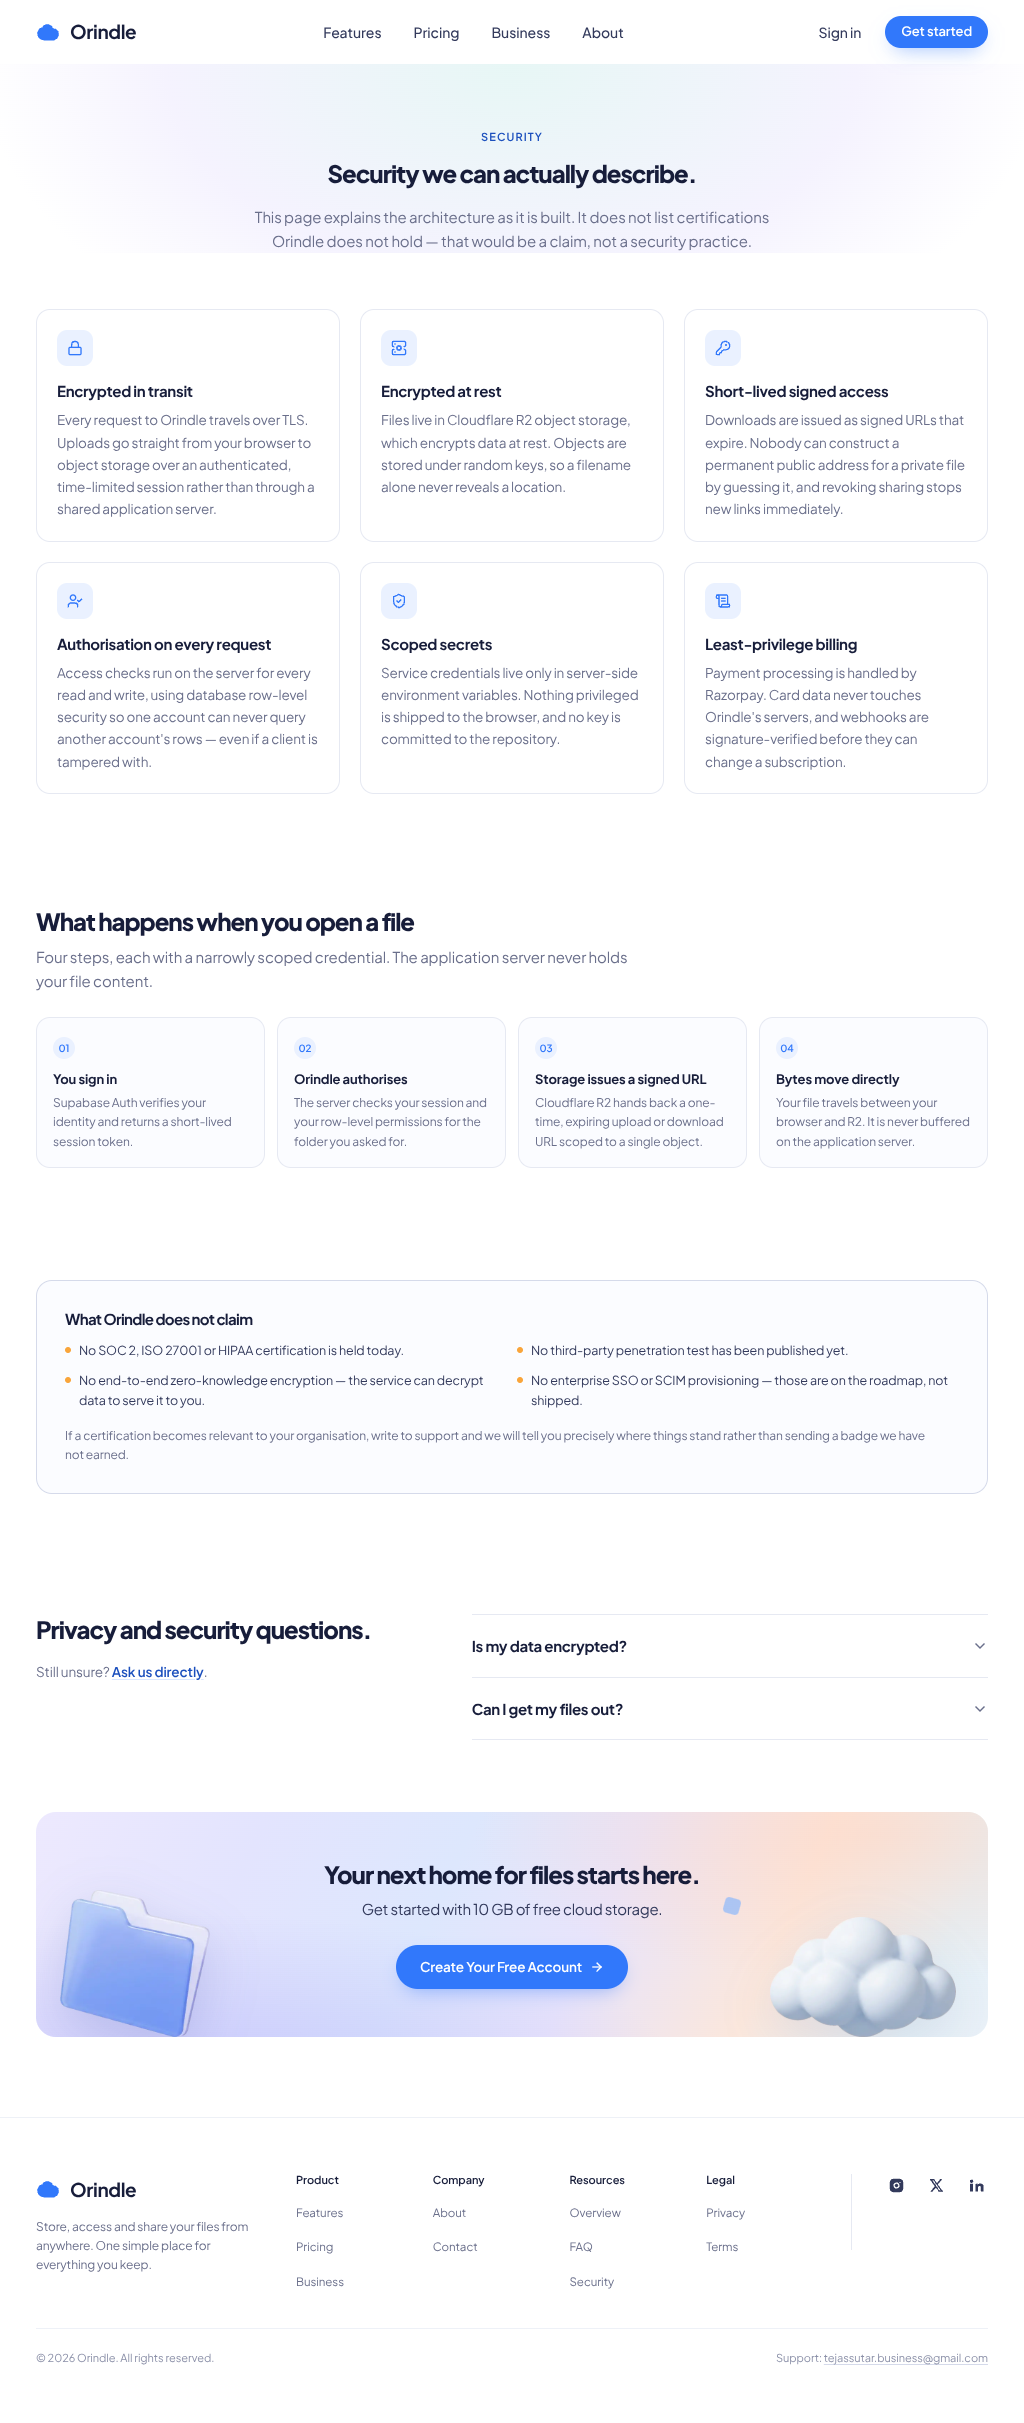 Orindle
Features
Pricing
Business
About
Sign in
Get started
SECURITY
Security we can actually describe.
This page explains the architecture as it is built. It does not list certifications
Orindle does not hold — that would be a claim, not a security practice.
Encrypted in transit
Every request to Orindle travels over TLS.
Uploads go straight from your browser to
object storage over an authenticated,
time-limited session rather than through a
shared application server.
Encrypted at rest
Files live in Cloudflare R2 object storage,
which encrypts data at rest. Objects are
stored under random keys, so a filename
alone never reveals a location.
Short-lived signed access
Downloads are issued as signed URLs that
expire. Nobody can construct a
permanent public address for a private file
by guessing it, and revoking sharing stops
new links immediately.
Authorisation on every request
Access checks run on the server for every
read and write, using database row-level
security so one account can never query
another account's rows — even if a client is
tampered with.
Scoped secrets
Service credentials live only in server-side
environment variables. Nothing privileged
is shipped to the browser, and no key is
committed to the repository.
Least-privilege billing
Payment processing is handled by
Razorpay. Card data never touches
Orindle's servers, and webhooks are
signature-verified before they can
change a subscription.
What happens when you open a file
Four steps, each with a narrowly scoped credential. The application server never holds
your file content.
01
You sign in
Supabase Auth verifies your
identity and returns a short-lived
session token.
02
Orindle authorises
The server checks your session and
your row-level permissions for the
folder you asked for.
03
Storage issues a signed URL
Cloudflare R2 hands back a one-
time, expiring upload or download
URL scoped to a single object.
04
Bytes move directly
Your file travels between your
browser and R2. It is never buffered
on the application server.
What Orindle does not claim
No SOC 2, ISO 27001 or HIPAA certification is held today.
No third-party penetration test has been published yet.
No end-to-end zero-knowledge encryption — the service can decrypt
data to serve it to you.
No enterprise SSO or SCIM provisioning — those are on the roadmap, not
shipped.
If a certification becomes relevant to your organisation, write to support and we will tell you precisely where things stand rather than sending a badge we have
not earned.
Privacy and security questions.
Still unsure? Ask us directly.
Is my data encrypted?
Can I get my files out?
Your next home for files starts here.
Get started with 10 GB of free cloud storage.
Create Your Free Account
Orindle
Store, access and share your files from
anywhere. One simple place for
everything you keep.
Product
Features
Pricing
Business
Company
About
Contact
Resources
Overview
FAQ
Security
Legal
Privacy
Terms
© 2026 Orindle. All rights reserved.
Support: tejassutar.business@gmail.com